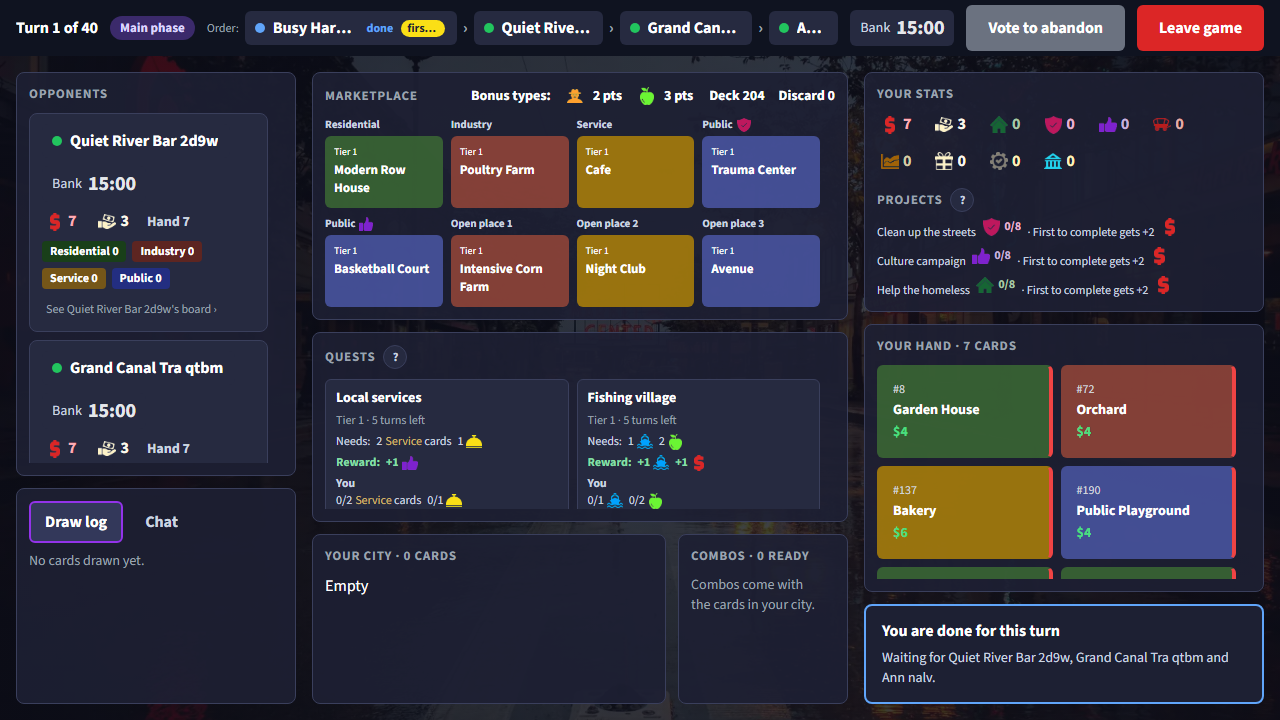 Turn 1 of 40 Main phase Order: Busy Har… done firs… › Quiet Rive… › Grand Can… › A… Bank 15:00 Vote to abandon Leave game
OPPONENTS
Quiet River Bar 2d9w
Bank 15:00
7 3 Hand 7
Residential 0 Industry 0
Service 0 Public 0
See Quiet River Bar 2d9w's board ›
Grand Canal Tra qtbm
Bank 15:00
7 3 Hand 7
Draw log Chat
No cards drawn yet.
MARKETPLACE Bonus types: 2 pts 3 pts Deck 204 Discard 0
Residential Industry Service Public
Tier 1 Tier 1 Tier 1 Tier 1
Modern Row House Poultry Farm Cafe Trauma Center
Public Open place 1 Open place 2 Open place 3
Tier 1 Tier 1 Tier 1 Tier 1
Basketball Court Intensive Corn Farm Night Club Avenue
QUESTS ?
Local services
Tier 1 · 5 turns left
Needs: 2 Service cards 1
Reward: +1
You
0/2 Service cards 0/1
Fishing village
Tier 1 · 5 turns left
Needs: 1 2
Reward: +1 +1
You
0/1 0/2
YOUR CITY · 0 CARDS
Empty
COMBOS · 0 READY
Combos come with
the cards in your city.
YOUR STATS
$ 7 3 0 0 0 0
0 0 0 0
PROJECTS ?
Clean up the streets 0/8 · First to complete gets +2
Culture campaign 0/8 · First to complete gets +2
Help the homeless 0/8 · First to complete gets +2
YOUR HAND · 7 CARDS
#8
Garden House
$4
#72
Orchard
$4
#137
Bakery
$6
#190
Public Playground
$4
You are done for this turn
Waiting for Quiet River Bar 2d9w, Grand Canal Tra qtbm and
Ann nalv.